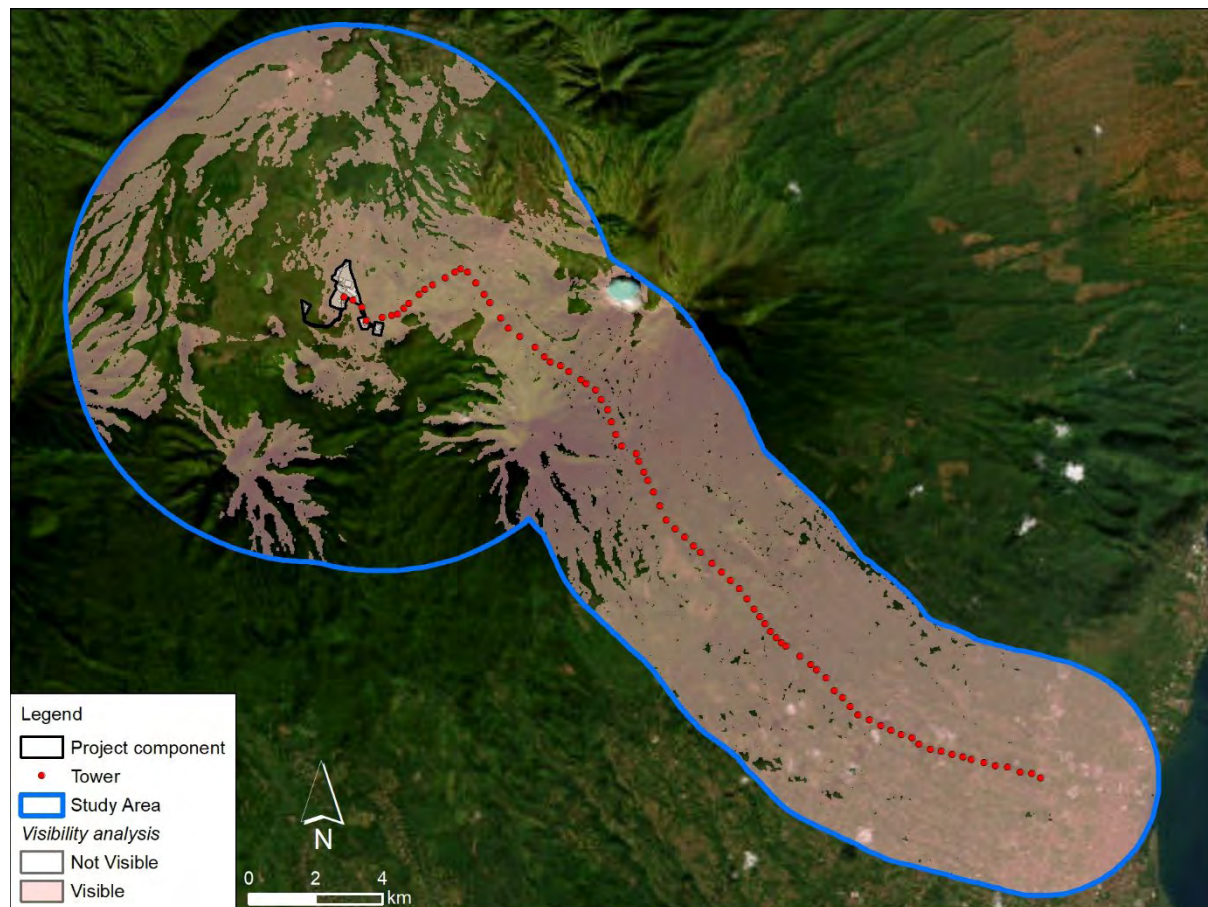 Legend
Project component
Tower
Study Area
Visibility analysis
Not Visible
Visible
N
0 2 4
km